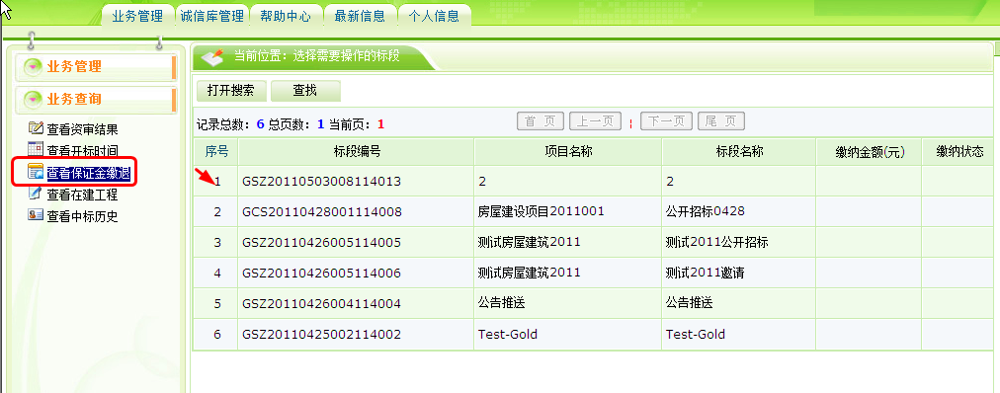 业务管理 诚信库管理 帮助中心 最新信息 个人信息
业务管理
业务查询
查看资审结果
查看开标时间
查看保证金缴退
查看在建工程
查看中标历史
当前位置：选择需要操作的标段
打开搜索 查找
记录总数：6 总页数：1 当前页：1 首 页 上一页 下一页 尾 页
序号 标段编号 项目名称 标段名称 缴纳金额(元) 缴纳状态
1 GSZ20110503008114013 2 2
2 GCS20110428001114008 房屋建设项目2011001 公开招标0428
3 GSZ20110426005114005 测试房屋建筑2011 测试2011公开招标
4 GSZ20110426005114006 测试房屋建筑2011 测试2011邀请
5 GSZ20110426004114004 公告推送 公告推送
6 GSZ20110425002114002 Test-Gold Test-Gold